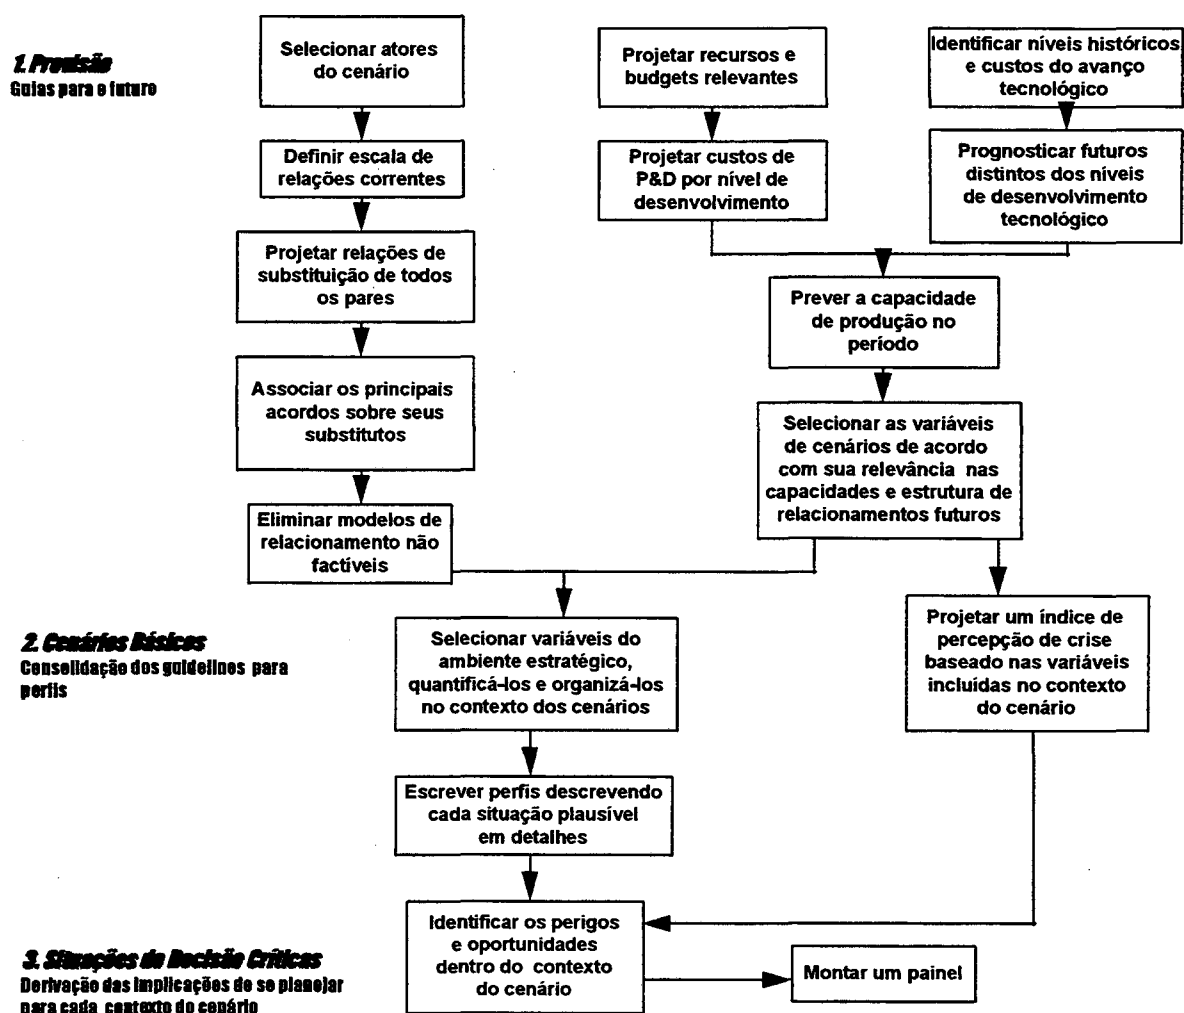 1. Previsão
Guias para o futuro
Selecionar atores
do cenário
Definir escala de
relações correntes
Projetar relações de
substituição de todos
os pares
Associar os principais
acordos sobre seus
substitutos
Eliminar modelos de
relacionamento não
factíveis
Projetar recursos e
budgets relevantes
Projetar custos de
P&D por nível de
desenvolvimento
Identificar níveis históricos
e custos do avanço
tecnológico
Prognosticar futuros
distintos dos níveis
de desenvolvimento
tecnológico
Prever a capacidade
de produção no
período
Selecionar as variáveis
de cenários de acordo
com sua relevância nas
capacidades e estrutura de
relacionamentos futuros
2. Cenários Básicos
Consolidação dos guidelines para
perfis
Selecionar variáveis do
ambiente estratégico,
quantificá-los e organizá-los
no contexto dos cenários
Projetar um índice de
percepção de crise
baseado nas variáveis
incluídas no contexto
do cenário
Escrever perfis descrevendo
cada situação plausível
em detalhes
3. Situações de Decisão Críticas
Derivação das implicações de se planejar
para cada contexto do cenário
Identificar os perigos
e oportunidades
dentro do contexto
do cenário
Montar um painel